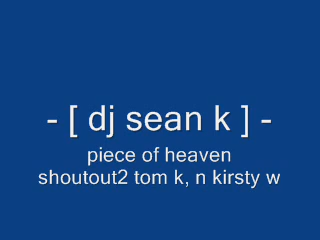 - [ dj sean k ] -
piece of heaven
shoutout2 tom k, n kirsty w